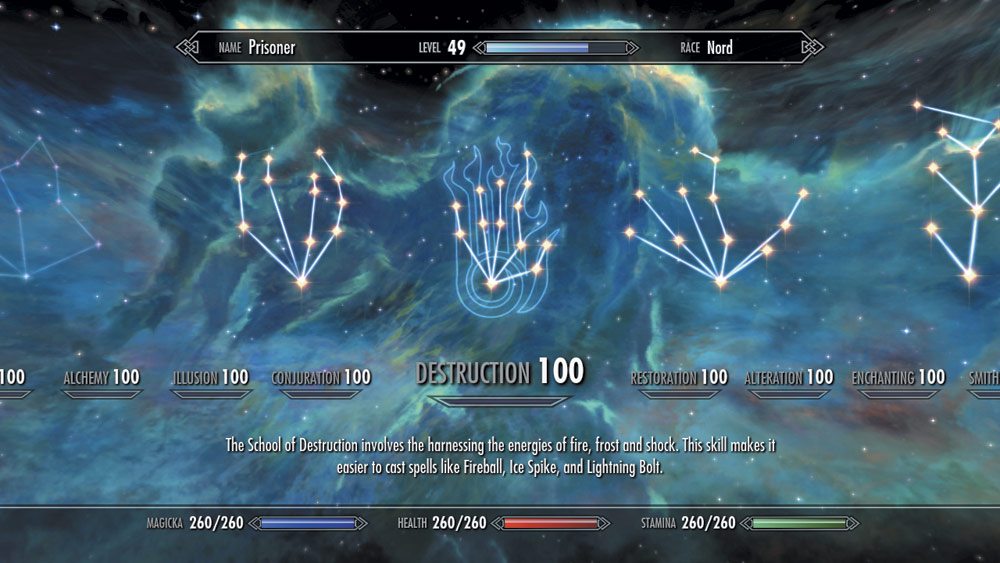 NAME Prisoner LEVEL 49 RACE Nord
100 ALCHEMY 100 ILLUSION 100 CONJURATION 100 DESTRUCTION 100 RESTORATION 100 ALTERATION 100 ENCHANTING 100 SMITH
The School of Destruction involves the harnessing the energies of fire, frost and shock. This skill makes it
easier to cast spells like Fireball, Ice Spike, and Lightning Bolt.
MAGICKA 260/260 HEALTH 260/260 STAMINA 260/260